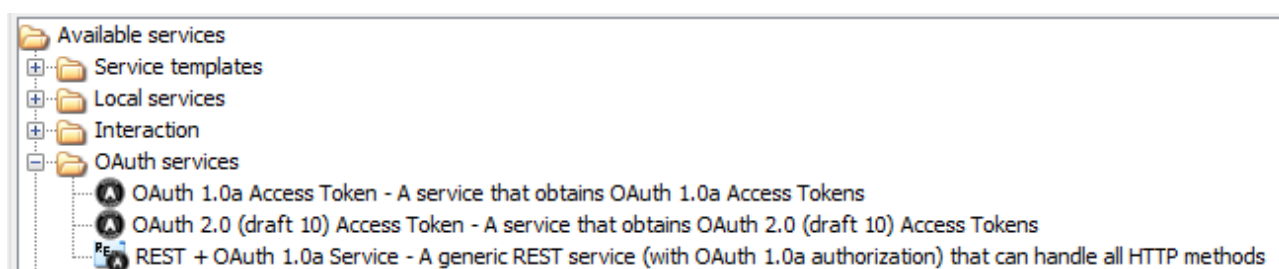 Available services
Service templates
Local services
Interaction
OAuth services
OAuth 1.0a Access Token - A service that obtains OAuth 1.0a Access Tokens
OAuth 2.0 (draft 10) Access Token - A service that obtains OAuth 2.0 (draft 10) Access Tokens
REST + OAuth 1.0a Service - A generic REST service (with OAuth 1.0a authorization) that can handle all HTTP methods